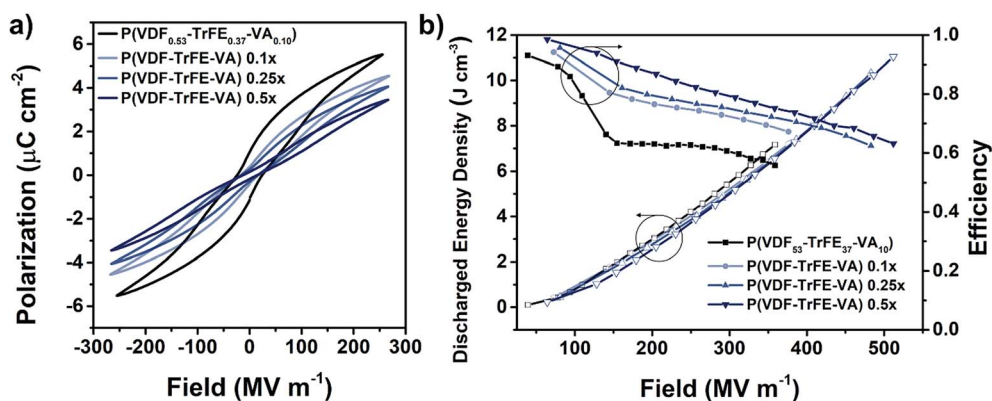 a)
Polarization (μC cm⁻²)
6
4
2
0
-2
-4
-6
-300 -200 -100 0 100 200 300
Field (MV m⁻¹)
P(VDF₀.₅₃-TrFE₀.₃₇-VA₀.₁₀)
P(VDF-TrFE-VA) 0.1x
P(VDF-TrFE-VA) 0.25x
P(VDF-TrFE-VA) 0.5x
b)
Discharged Energy Density (J cm⁻³)
12
10
8
6
4
2
0
100 200 300 400 500
Field (MV m⁻¹)
P(VDF₅₃-TrFE₃₇-VA₁₀)
P(VDF-TrFE-VA) 0.1x
P(VDF-TrFE-VA) 0.25x
P(VDF-TrFE-VA) 0.5x
1.0
0.8
0.6
0.4
0.2
0.0
Efficiency